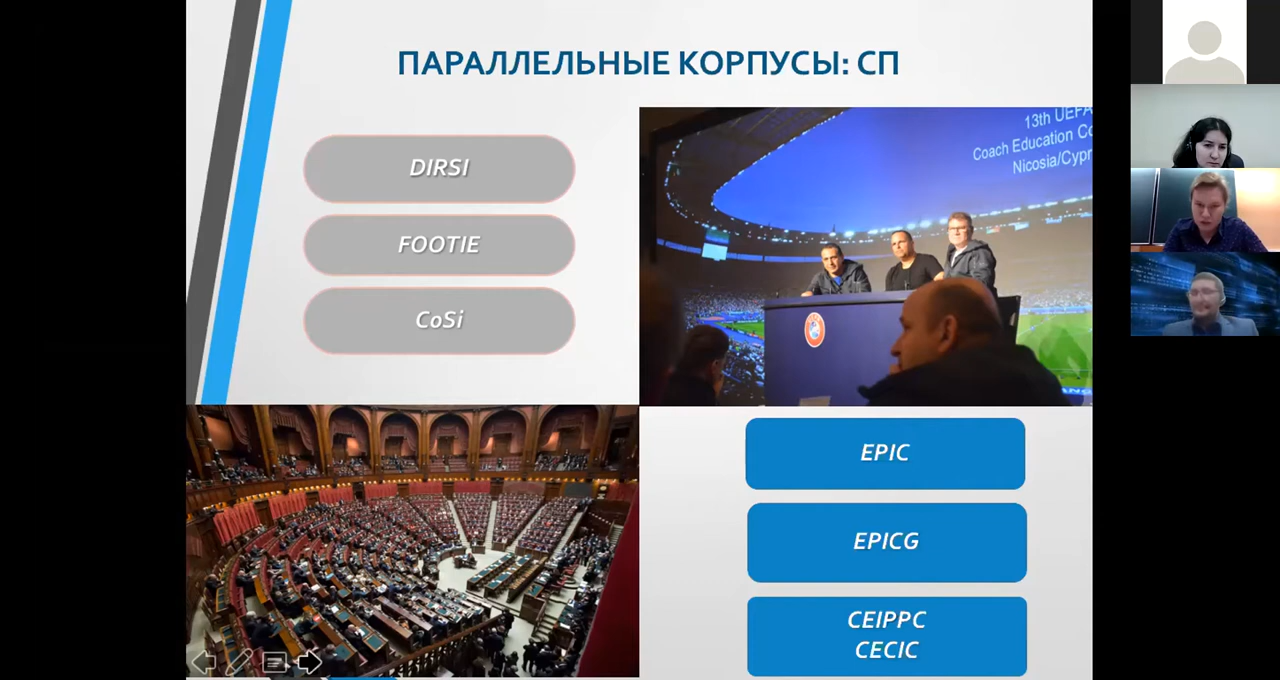 ПАРАЛЛЕЛЬНЫЕ КОРПУСЫ: СП
DIRSI
FOOTIE
CoSi
13th UEFA
Coach Education Co
Nicosia/Cypr
EPIC
EPICG
CEIPPC
CECIC